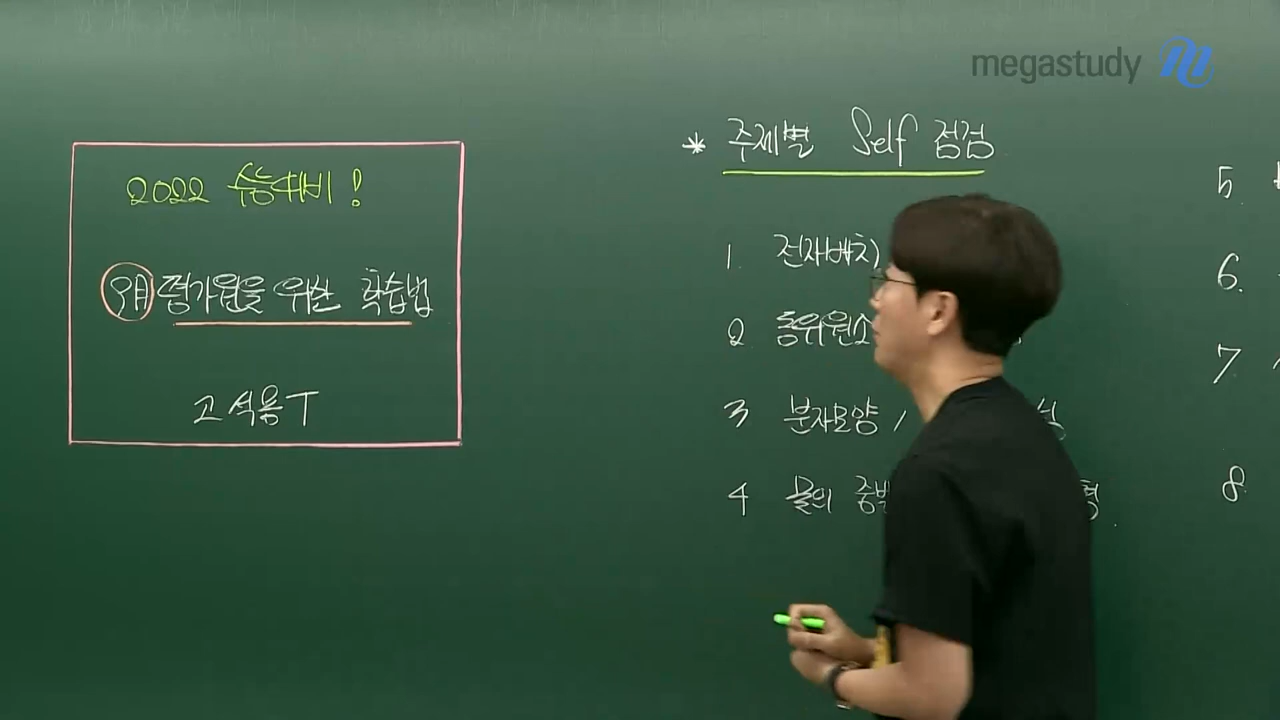 megastudy
2022 수능대비!
9月 평가원을 위한 학습법
고석용T
* 주제별 Self 점검
1. 전자배치
2 동위원소
3 분자모양 /
4 물의
5.
6.
7.
8